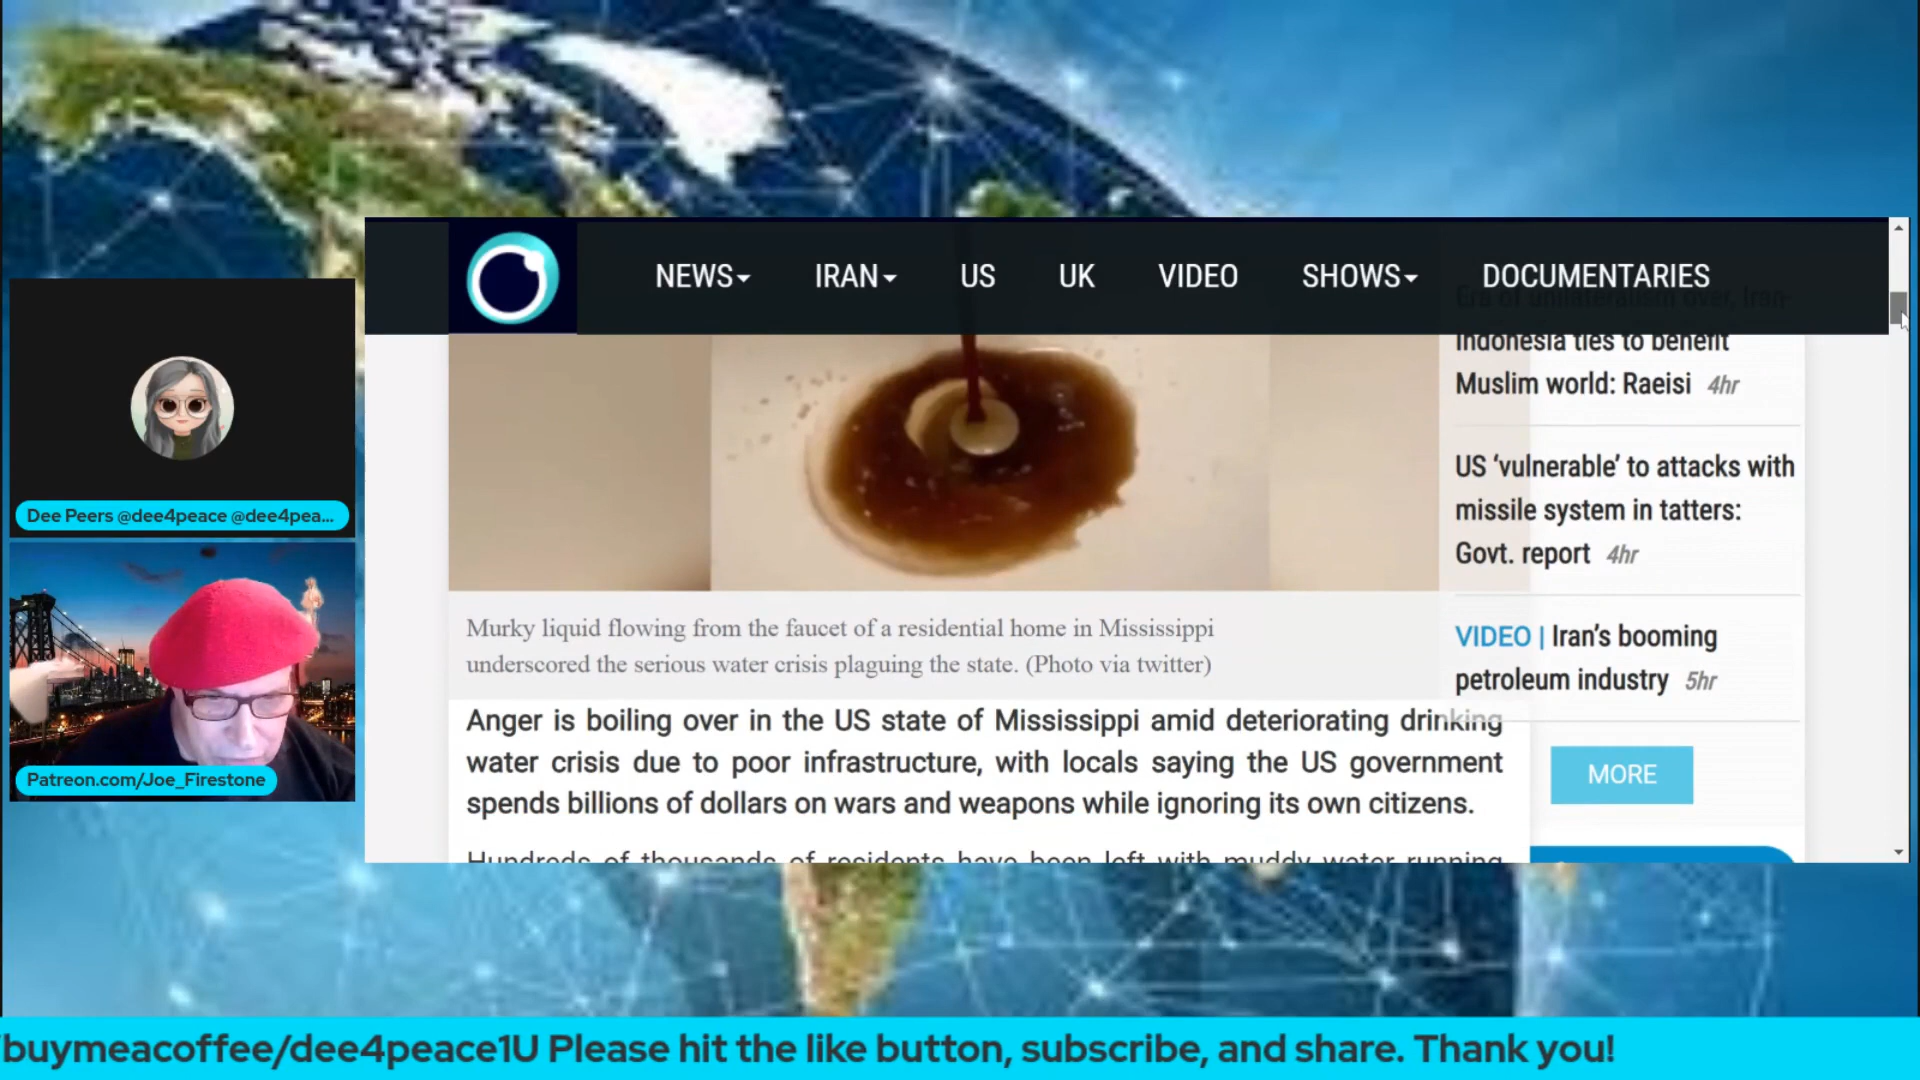 NEWS
IRAN
US
UK
VIDEO
SHOWS
DOCUMENTARIES
Era of unilateralism over, Iran-
Indonesia ties to benefit
Muslim world: Raeisi 4hr
US ‘vulnerable’ to attacks with
missile system in tatters:
Govt. report 4hr
VIDEO | Iran’s booming
petroleum industry 5hr
MORE
Murky liquid flowing from the faucet of a residential home in Mississippi
underscored the serious water crisis plaguing the state. (Photo via twitter)
Anger is boiling over in the US state of Mississippi amid deteriorating drinking
water crisis due to poor infrastructure, with locals saying the US government
spends billions of dollars on wars and weapons while ignoring its own citizens.
Hundreds of thousands of residents have been left with muddy water running
Dee Peers @dee4peace @dee4pea...
Patreon.com/Joe_Firestone
/buymeacoffee/dee4peace1U Please hit the like button, subscribe, and share. Thank you!